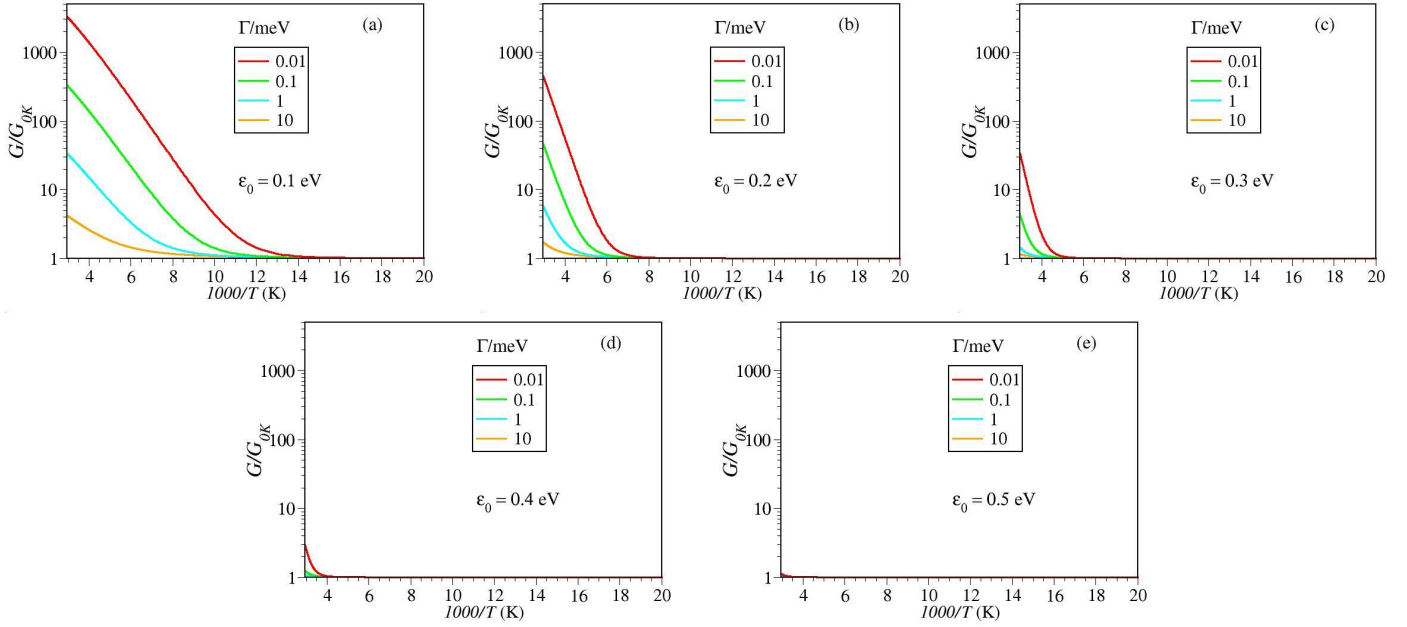 Γ/meV (a)
0.01
0.1
1
10
ε0 = 0.1 eV
G/G0K
1000
100
10
1
4 6 8 10 12 14 16 18 20
1000/T (K)
Γ/meV (b)
0.01
0.1
1
10
ε0 = 0.2 eV
G/G0K
1000
100
10
1
4 6 8 10 12 14 16 18 20
1000/T (K)
Γ/meV (c)
0.01
0.1
1
10
ε0 = 0.3 eV
G/G0K
1000
100
10
1
4 6 8 10 12 14 16 18 20
1000/T (K)
Γ/meV (d)
0.01
0.1
1
10
ε0 = 0.4 eV
G/G0K
1000
100
10
1
4 6 8 10 12 14 16 18 20
1000/T (K)
Γ/meV (e)
0.01
0.1
1
10
ε0 = 0.5 eV
G/G0K
1000
100
10
1
4 6 8 10 12 14 16 18 20
1000/T (K)